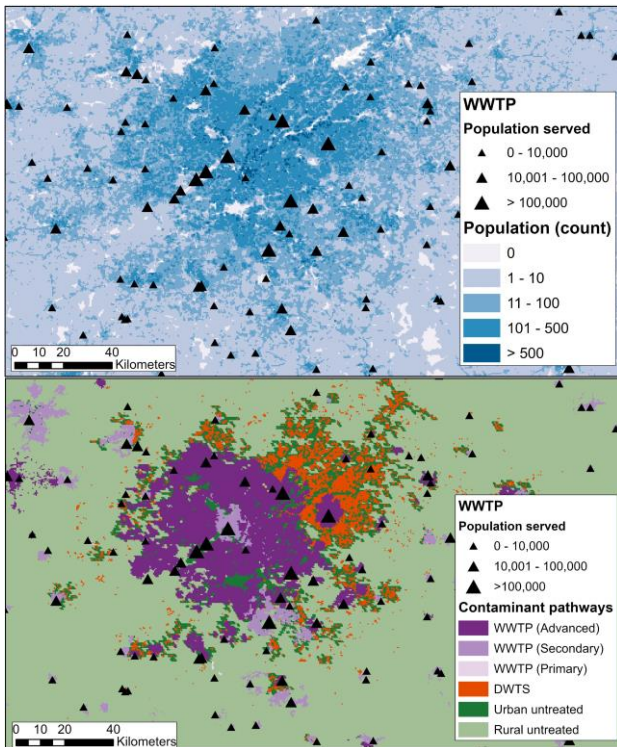 WWTP
Population served
0 - 10,000
10,001 - 100,000
> 100,000
Population (count)
0
1 - 10
11 - 100
101 - 500
> 500
0 10 20 40
Kilometers
WWTP
Population served
0 - 10,000
10,001 - 100,000
>100,000
Contaminant pathways
WWTP (Advanced)
WWTP (Secondary)
WWTP (Primary)
DWTS
Urban untreated
Rural untreated
0 10 20 40
Kilometers